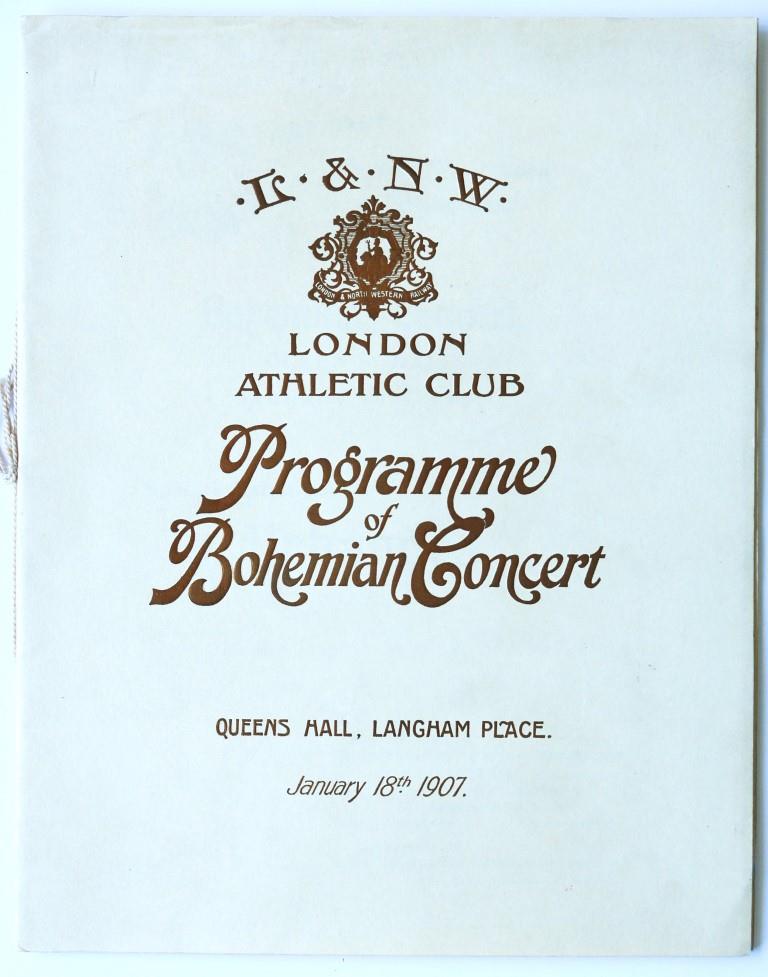 ·L·&·N·W·
LONDON & NORTH WESTERN RAILWAY
LONDON
ATHLETIC CLUB
Programme
of
Bohemian Concert
QUEENS HALL, LANGHAM PLACE.
January 18th 1907.